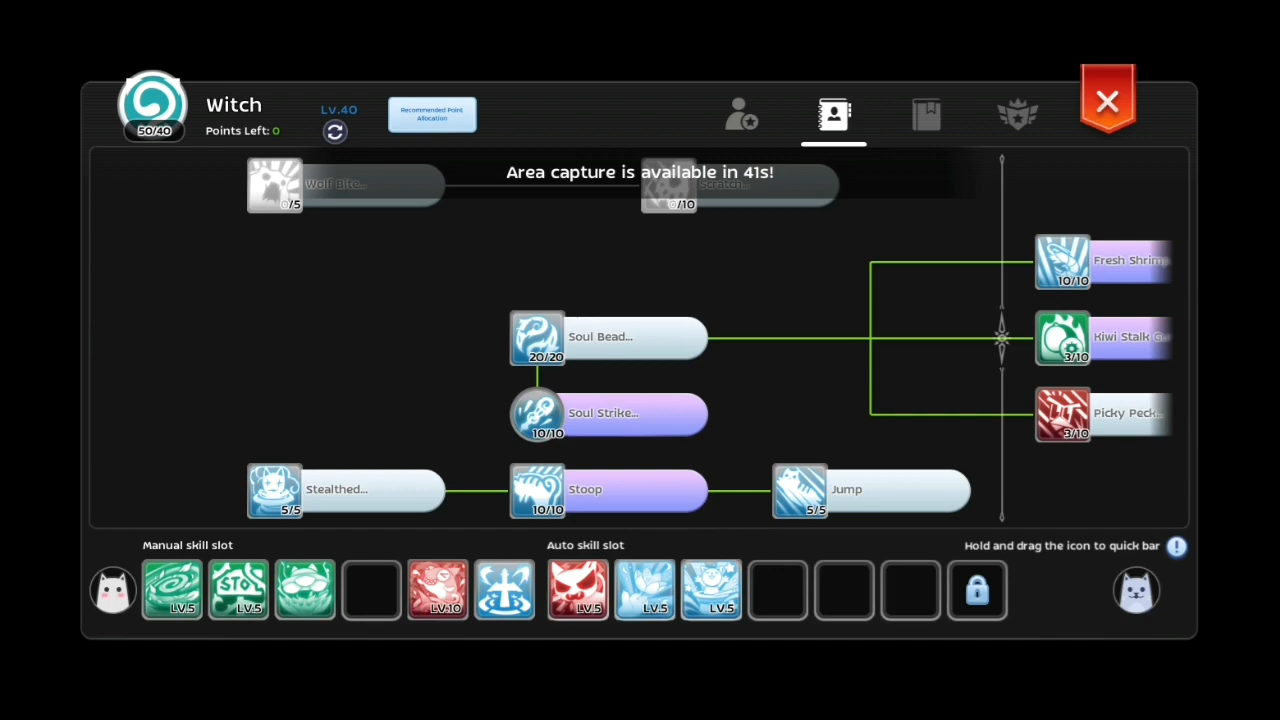 Witch
Lv.40
Recommended Point
Allocation
50/40
Points Left: 0
Area capture is available in 41s!
Wolf Bite...
0/5
Scratch...
0/10
Fresh Shrimp
10/10
Soul Bead...
20/20
Kiwi Stalk G
3/10
Soul Strike...
10/10
Picky Peck...
3/10
Stealthed...
5/5
Stoop
10/10
Jump
5/5
Manual skill slot
Auto skill slot
Hold and drag the icon to quick bar
LV.5
STO
LV.5
LV.10
LV.5
LV.5
LV.5